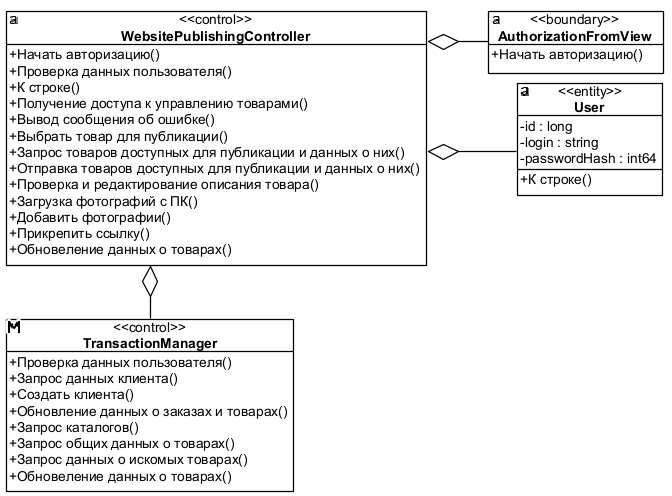 a <<control>>
WebsitePublishingController
+Начать авторизацию()
+Проверка данных пользователя()
+К строке()
+Получение доступа к управлению товарами()
+Вывод сообщения об ошибке()
+Выбрать товар для публикации()
+Запрос товаров доступных для публикации и данных о них()
+Отправка товаров доступных для публикации и данных о них()
+Проверка и редактирование описания товара()
+Загрузка фотографий с ПК()
+Добавить фотографии()
+Прикрепить ссылку()
+Обновеление данных о товарах()
a <<boundary>>
AuthorizationFromView
+Начать авторизацию()
a <<entity>>
User
-id : long
-login : string
-passwordHash : int64
+К строке()
M <<control>>
TransactionManager
+Проверка данных пользователя()
+Запрос данных клиента()
+Создать клиента()
+Обновление данных о заказах и товарах()
+Запрос каталогов()
+Запрос общих данных о товарах()
+Запрос данных о искомых товарах()
+Обновеление данных о товарах()